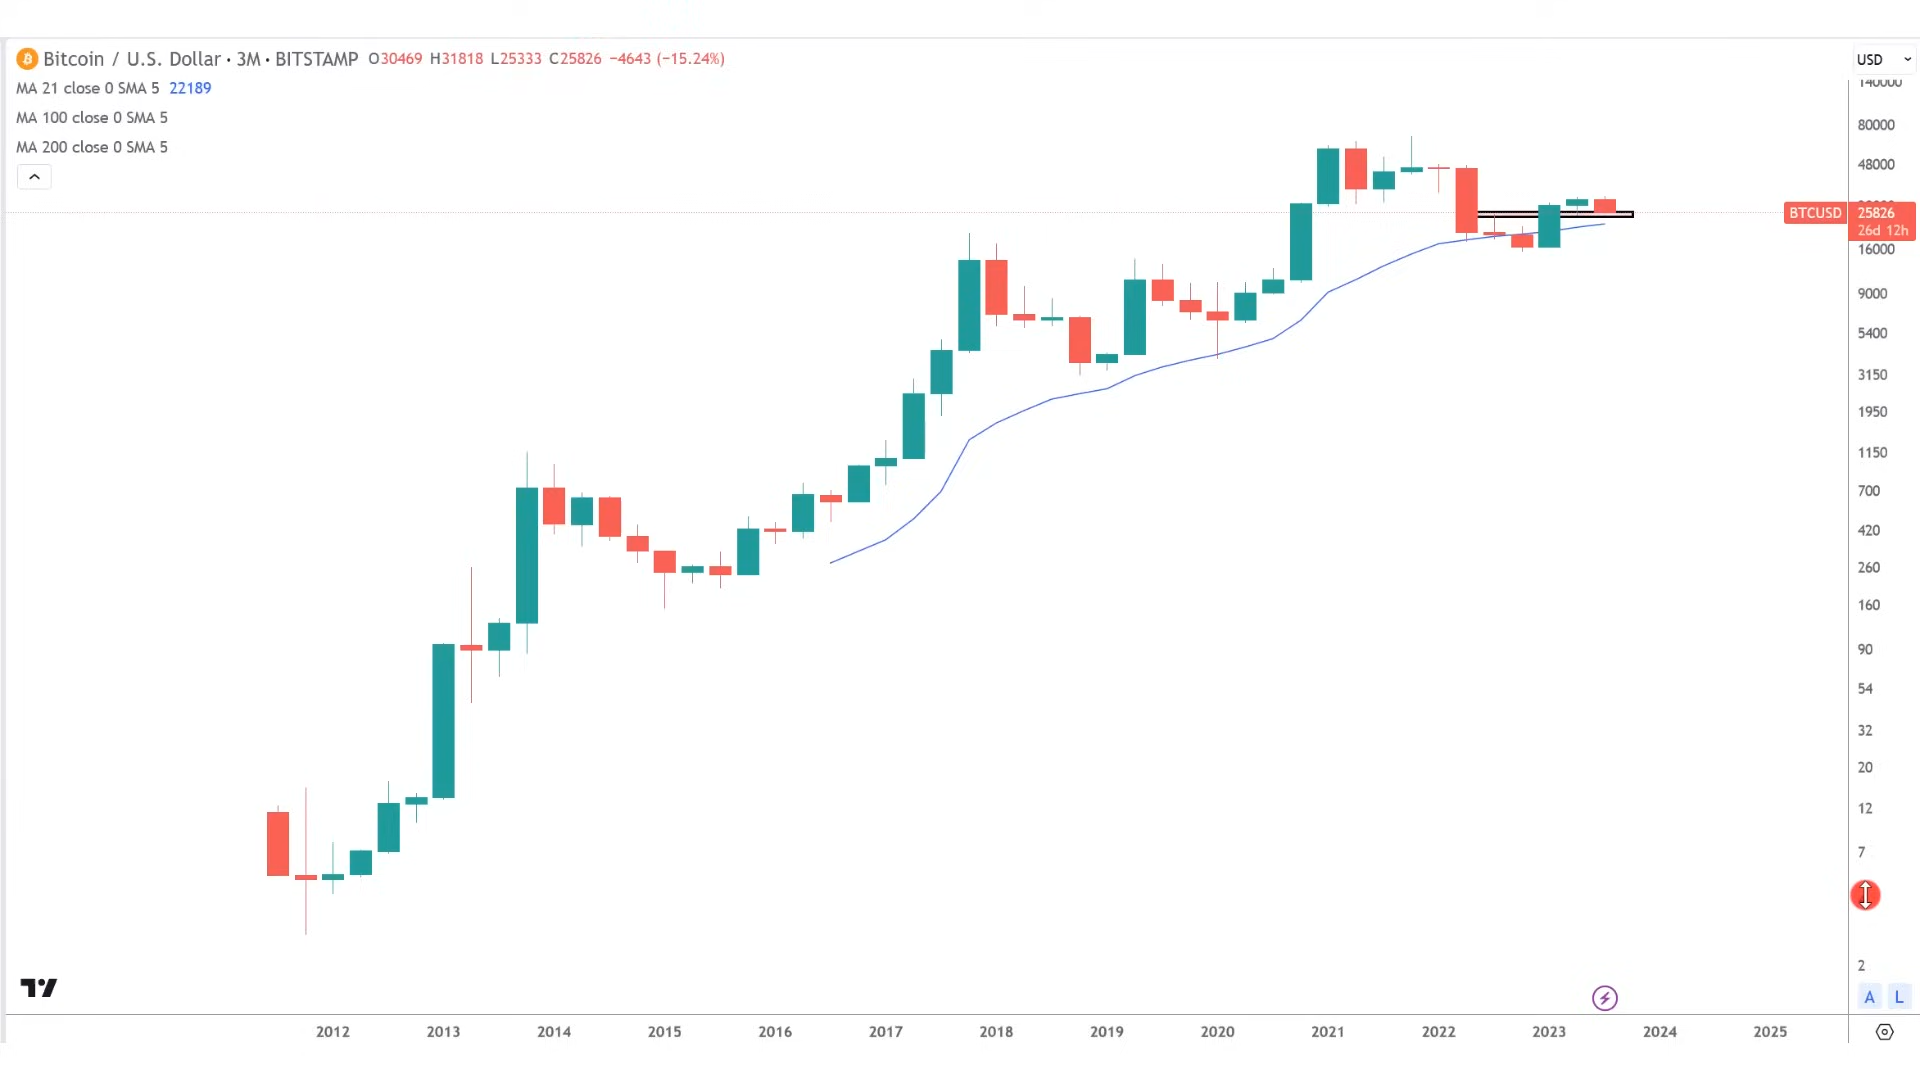 Bitcoin / U.S. Dollar · 3M · BITSTAMP O30469 H31818 L25333 C25826 −4643 (−15.24%)
USD
MA 21 close 0 SMA 5 22189
MA 100 close 0 SMA 5
MA 200 close 0 SMA 5
140000
80000
48000
BTCUSD 25826
26d 12h
16000
9000
5400
3150
1950
1150
700
420
260
160
90
54
32
20
12
7
2
A L
2012 2013 2014 2015 2016 2017 2018 2019 2020 2021 2022 2023 2024 2025